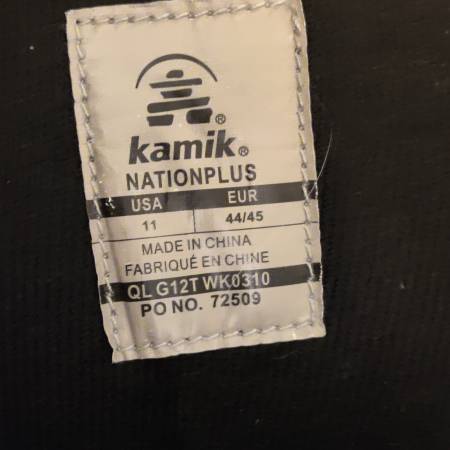 ®
kamik®
NATIONPLUS
USA EUR
11 44/45
MADE IN CHINA
FABRIQUÉ EN CHINE
QL G12T WK0310
PO NO. 72509